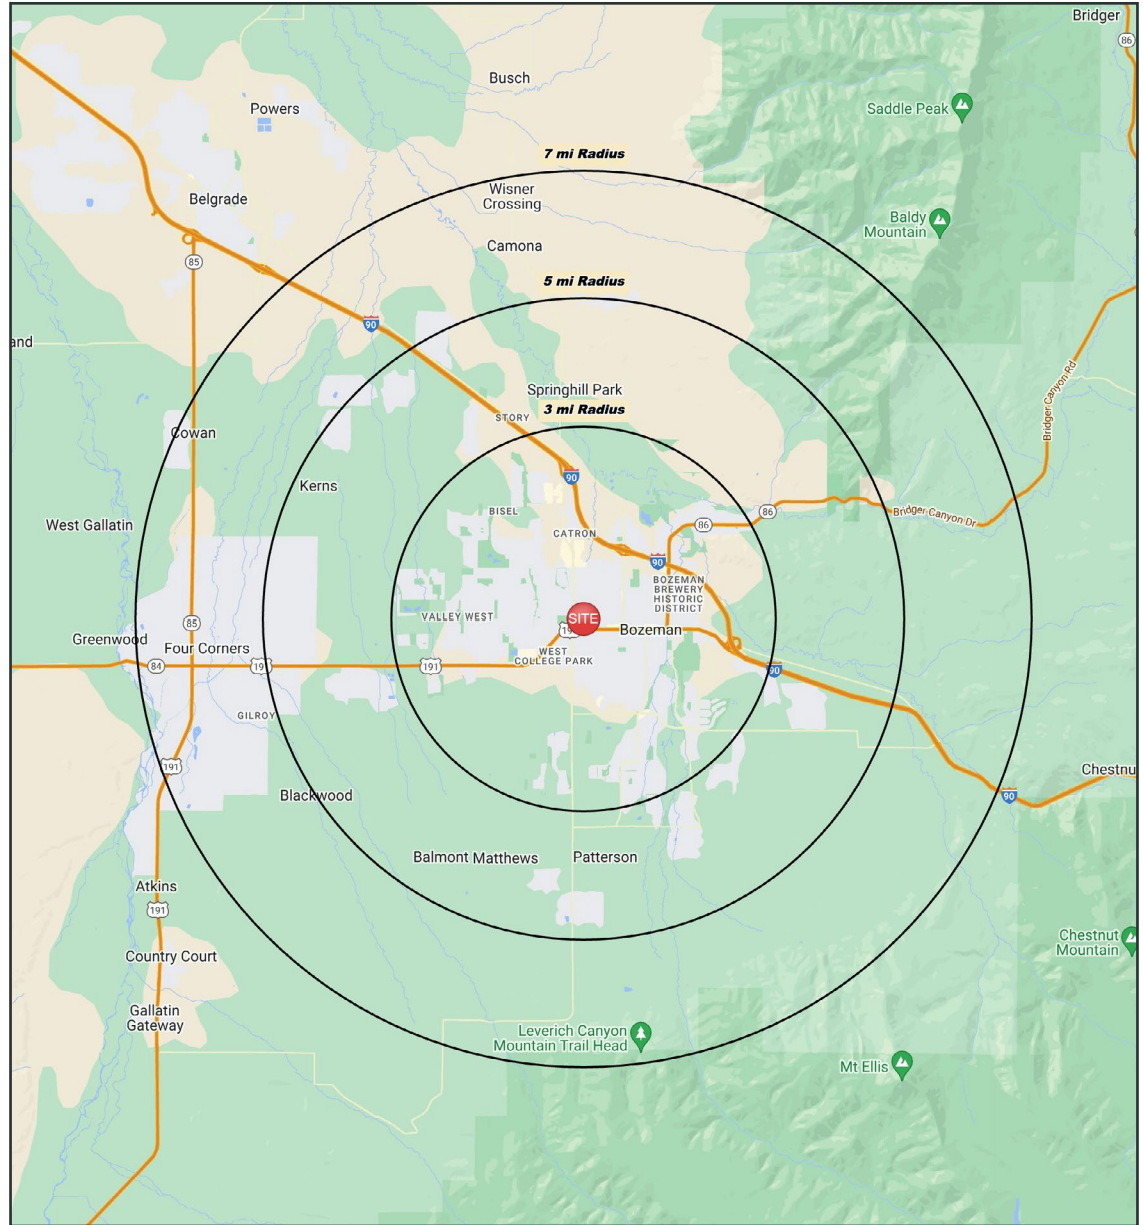 Bridger
86
Busch
Saddle Peak
Powers
7 mi Radius
Wisner
Crossing
Belgrade
Baldy
Mountain
Camona
85
5 mi Radius
90
and
Springhill Park
3 mi Radius
STORY
Bridger Canyon Rd
Cowan
90
Kerns
BISEL
86
Bridger Canyon Dr
West Gallatin
86
CATRON
90
BOZEMAN
BREWERY
HISTORIC
DISTRICT
VALLEY WEST
SITE
85
19
Bozeman
Greenwood
Four Corners
WEST
COLLEGE PARK
84
19
191
90
GILROY
191
Chestnu
Blackwood
90
Balmont Matthews
Patterson
Atkins
191
Chestnut
Mountain
Country Court
Gallatin
Gateway
Leverich Canyon
Mountain Trail Head
Mt Ellis